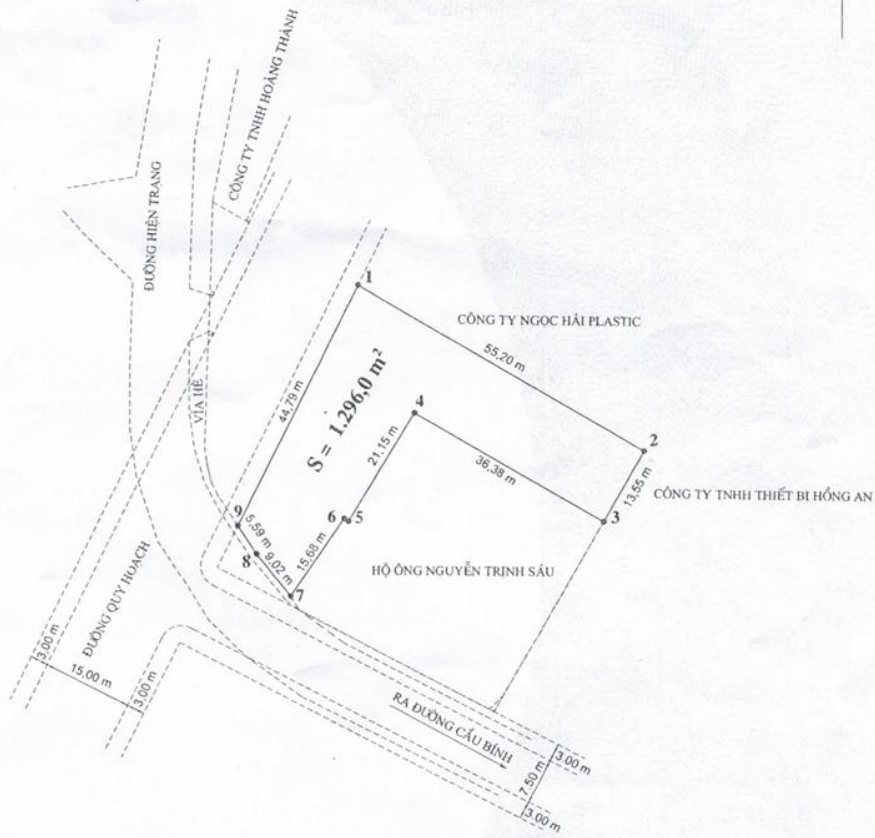 CÔNG TY TNHH HOÀNG THÀNH
ĐƯỜNG HIỆN TRẠNG
1
CÔNG TY NGỌC HẢI PLASTIC
55,20 m
44,79 m
S = 1.296,0 m²
4
VỈA HÈ
21,15 m
36,38 m
2
13,55 m
CÔNG TY TNHH THIẾT BỊ HỒNG AN
3
9
5,59 m
6
5
8
9,02 m
15,68 m
HỘ ÔNG NGUYỄN TRỊNH SÁU
7
ĐƯỜNG QUY HOẠCH
3,00 m
15,00 m
3,00 m
RA ĐƯỜNG CẦU BÍNH
3,00 m
7,50 m
3,00 m